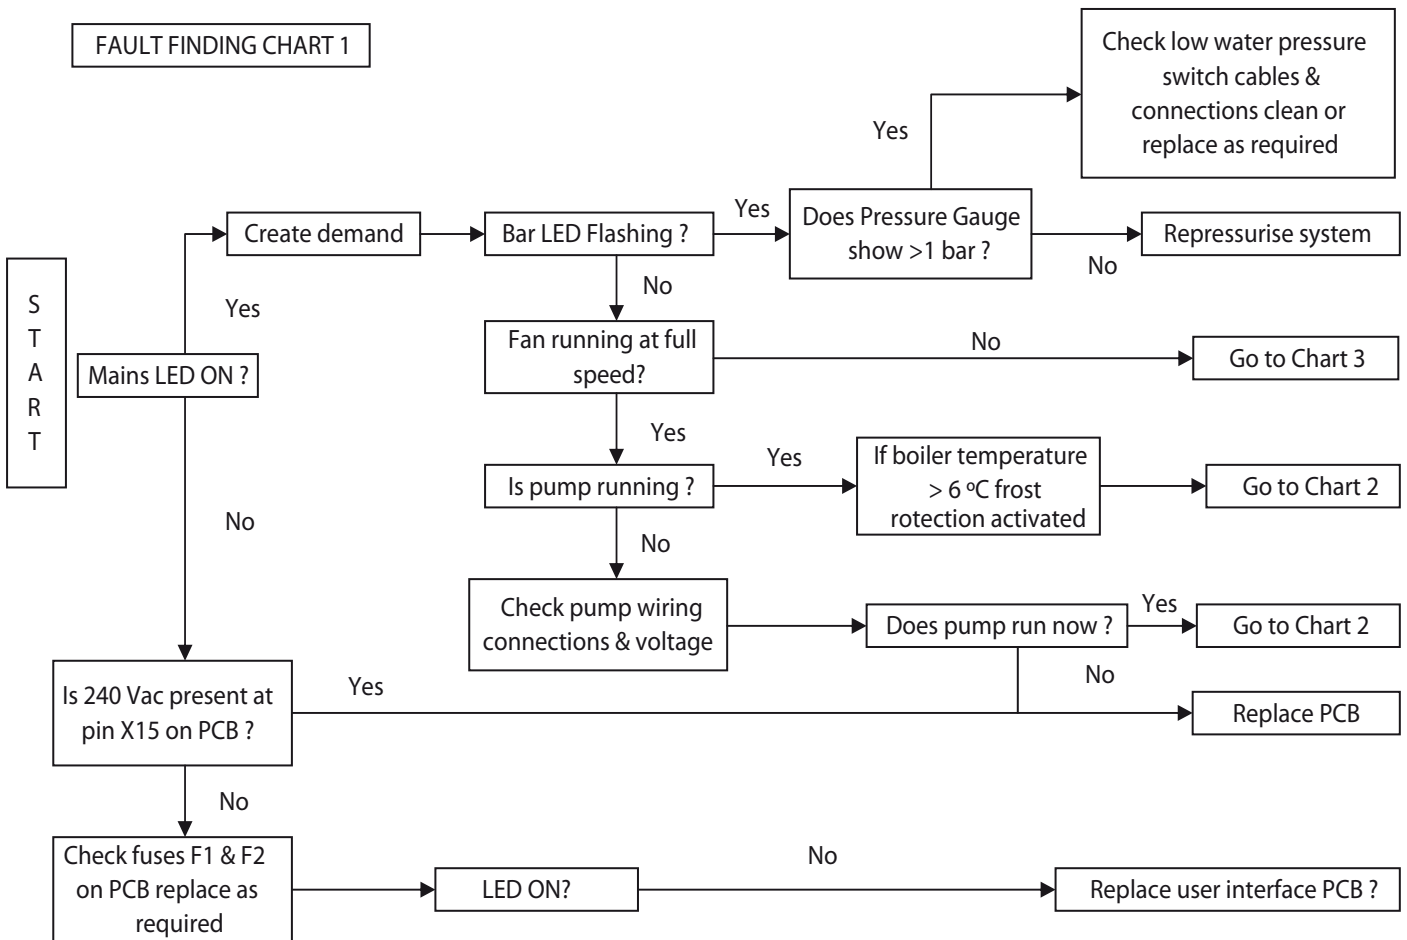 FAULT FINDING CHART 1
Check low water pressure
switch cables &
connections clean or
replace as required
Yes
Create demand
Bar LED Flashing ?
Yes
Does Pressure Gauge
show >1 bar ?
No
Repressurise system
S
T
A
R
T
Yes
No
Mains LED ON ?
Fan running at full
speed?
No
Go to Chart 3
Yes
Is pump running ?
Yes
If boiler temperature
> 6 ºC frost
rotection activated
Go to Chart 2
No
No
Check pump wiring
connections & voltage
Does pump run now ?
Yes
Go to Chart 2
No
Is 240 Vac present at
pin X15 on PCB ?
Yes
Replace PCB
No
Check fuses F1 & F2
on PCB replace as
required
LED ON?
No
Replace user interface PCB ?